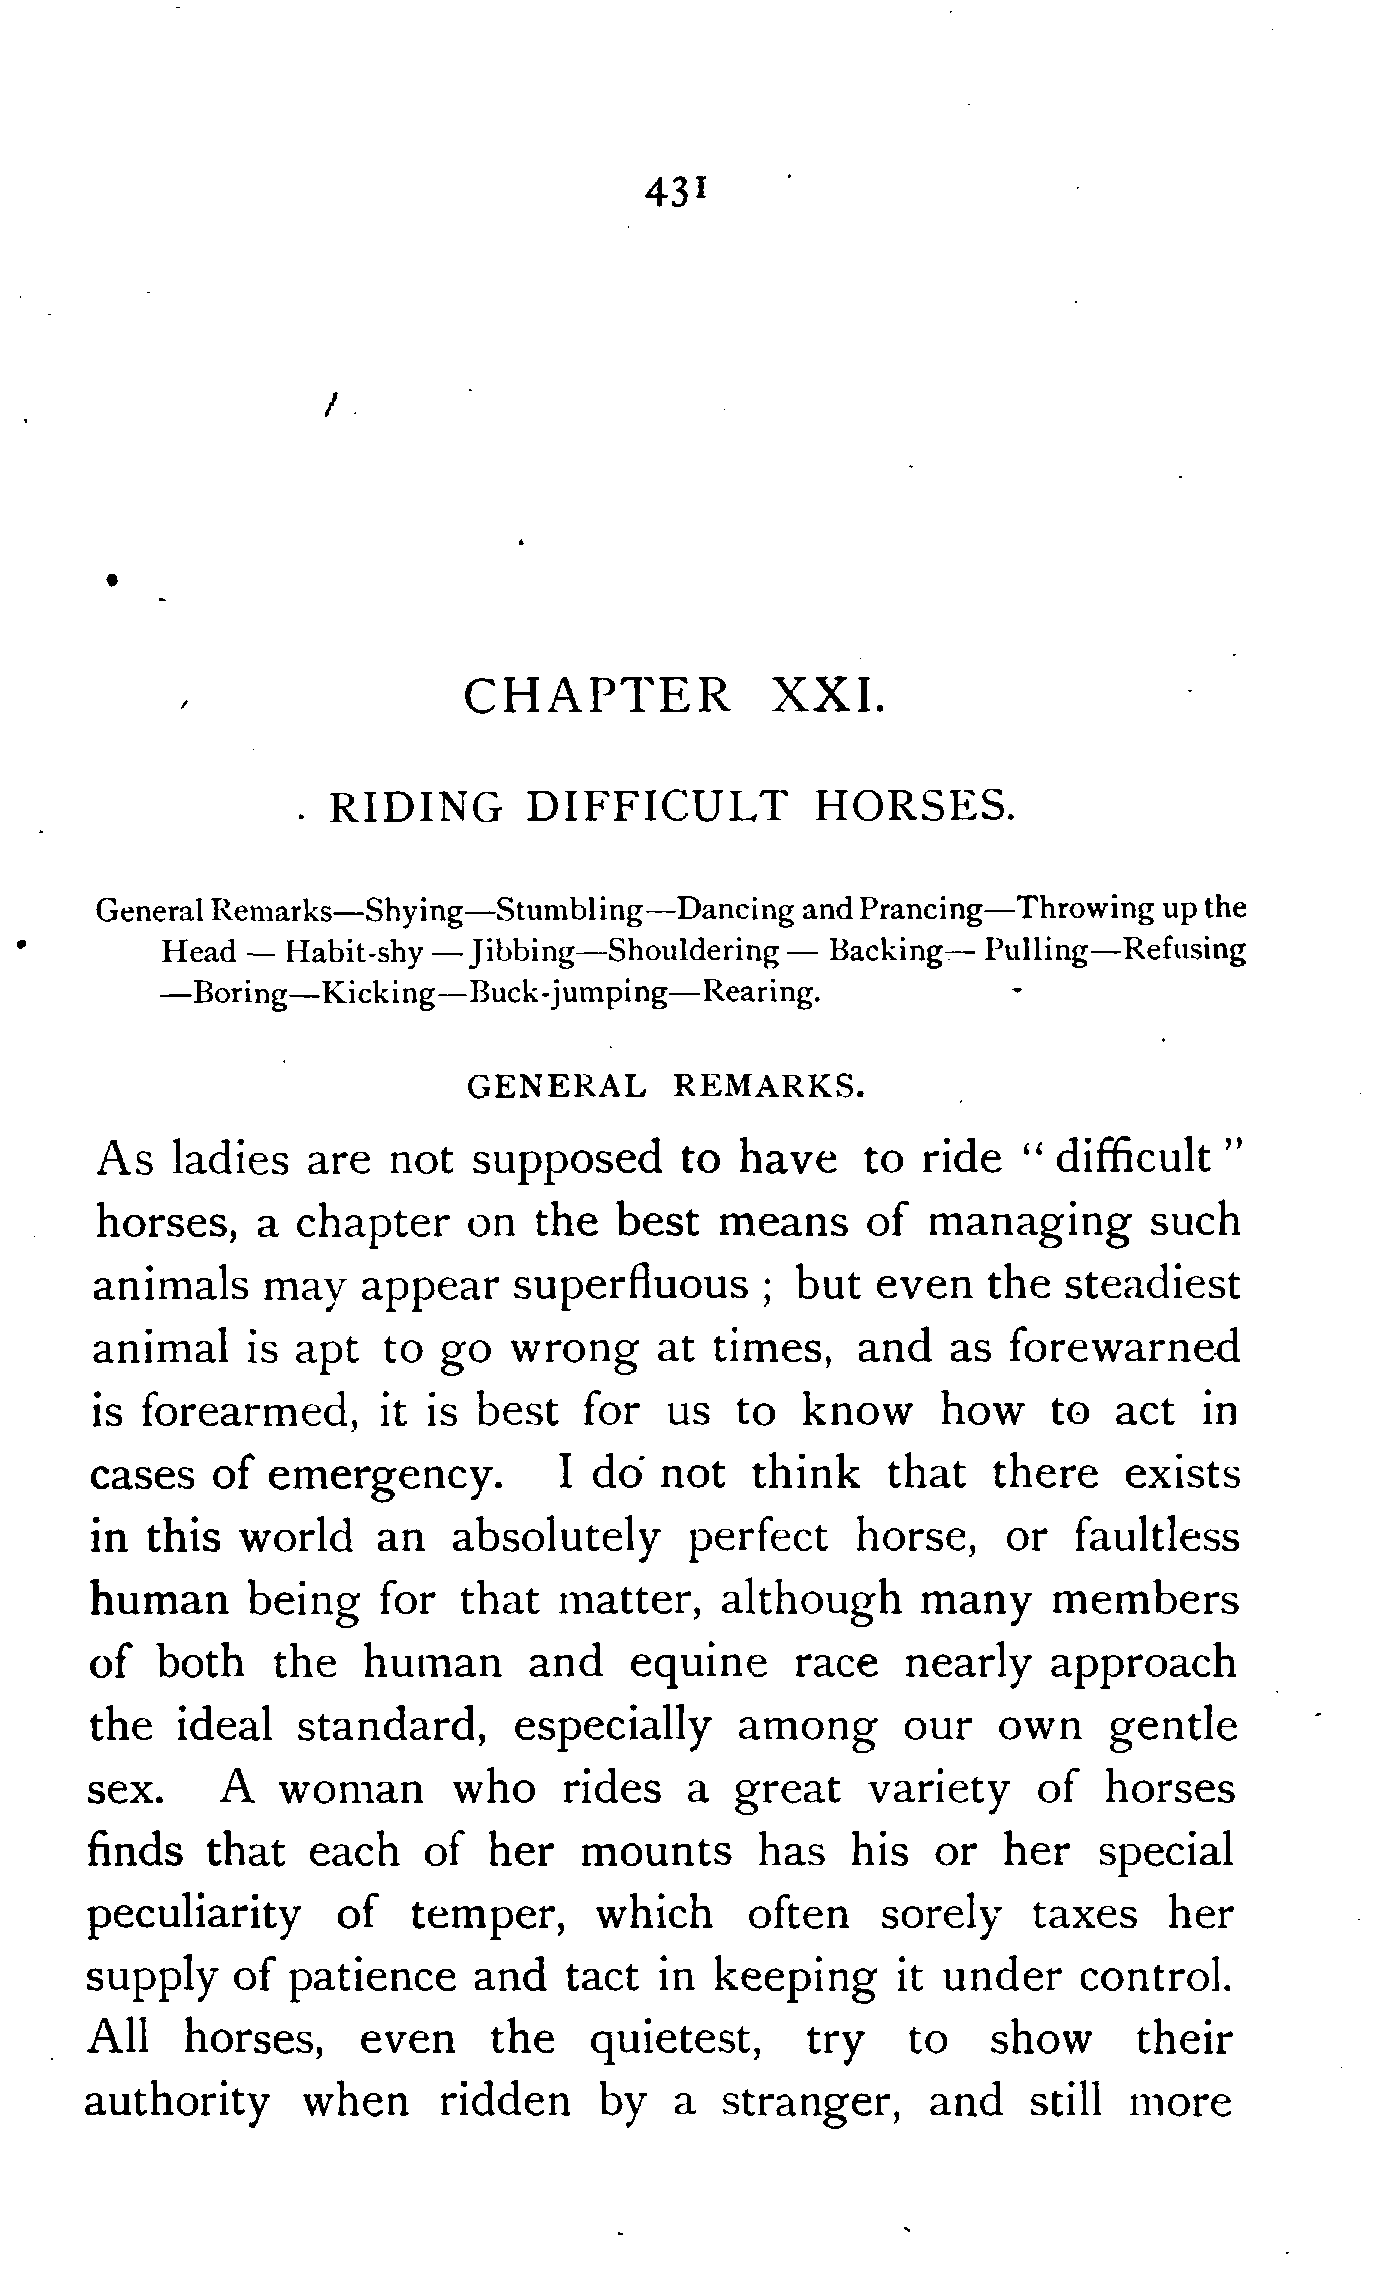 431
CHAPTER XXI.
RIDING DIFFICULT HORSES.
General Remarks—Shying—Stumbling—Dancing and Prancing—Throwing up the
Head — Habit-shy — Jibbing—Shouldering — Backing — Pulling—Refusing
—Boring—Kicking—Buck-jumping—Rearing.
GENERAL REMARKS.
As ladies are not supposed to have to ride " difficult "
horses, a chapter on the best means of managing such
animals may appear superfluous ; but even the steadiest
animal is apt to go wrong at times, and as forewarned
is forearmed, it is best for us to know how to act in
cases of emergency. I do not think that there exists
in this world an absolutely perfect horse, or faultless
human being for that matter, although many members
of both the human and equine race nearly approach
the ideal standard, especially among our own gentle
sex. A woman who rides a great variety of horses
finds that each of her mounts has his or her special
peculiarity of temper, which often sorely taxes her
supply of patience and tact in keeping it under control.
All horses, even the quietest, try to show their
authority when ridden by a stranger, and still more